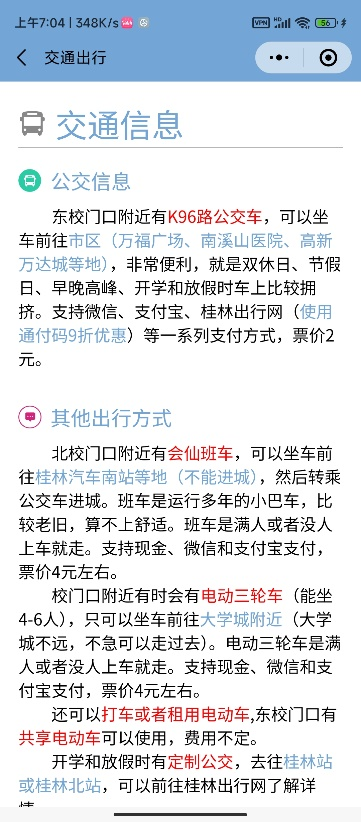 上午7:04 | 348K/s
VPN HD 56
交通出行
交通信息
公交信息
东校门口附近有K96路公交车，可以坐
车前往市区（万福广场、南溪山医院、高新
万达城等地），非常便利，就是双休日、节假
日、早晚高峰、开学和放假时车上比较拥
挤。支持微信、支付宝、桂林出行网（使用
通付码9折优惠）等一系列支付方式，票价2
元。
其他出行方式
北校门口附近有会仙班车，可以坐车前
往桂林汽车南站等地（不能进城），然后转乘
公交车进城。班车是运行多年的小巴车，比
较老旧，算不上舒适。班车是满人或者没人
上车就走。支持现金、微信和支付宝支付，
票价4元左右。
校门口附近有时会有电动三轮车（能坐
4-6人），只可以坐车前往大学城附近（大学
城不远，不急可以走过去）。电动三轮车是满
人或者没人上车就走。支持现金、微信和支
付宝支付，票价4元左右。
还可以打车或者租用电动车,东校门口有
共享电动车可以使用，费用不定。
开学和放假时有定制公交，去往桂林站
或桂林北站，可以前往桂林出行网了解详